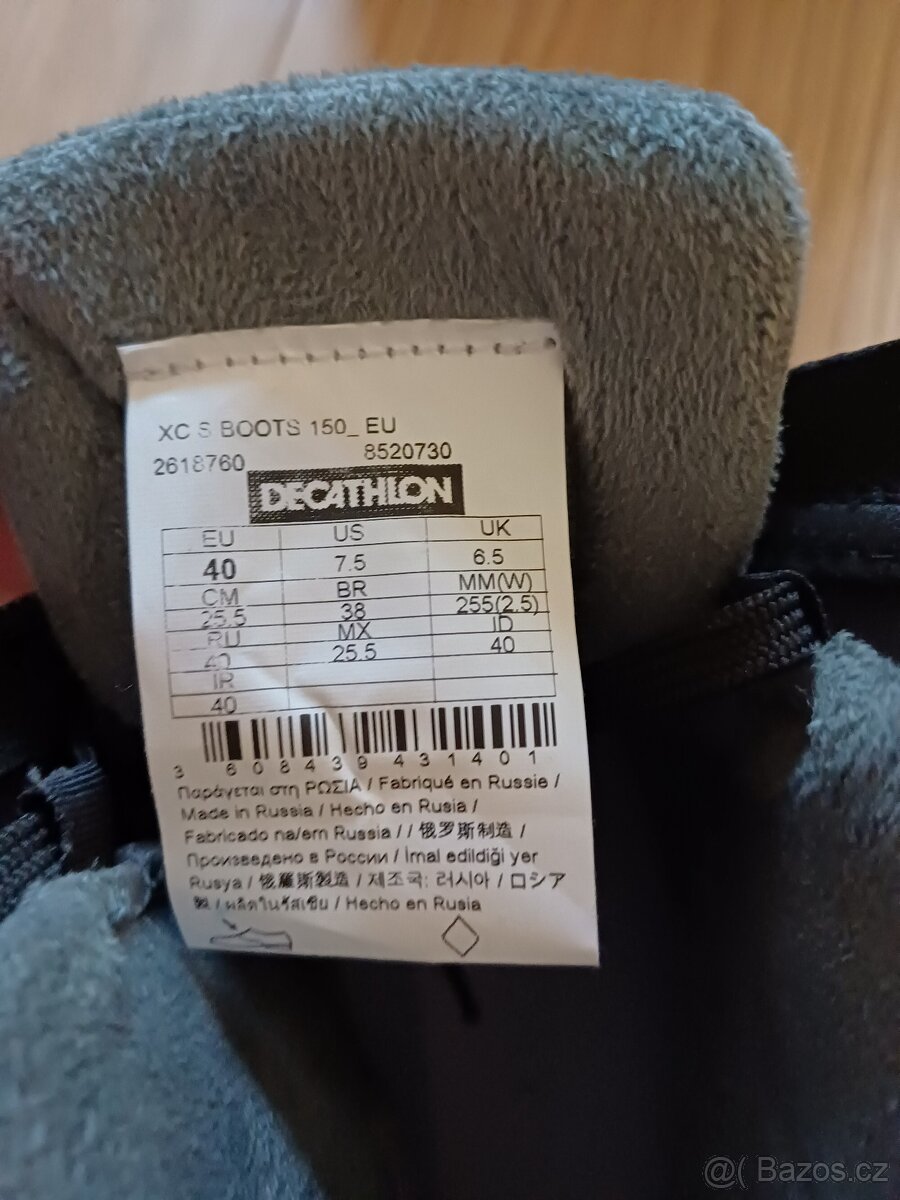 XC S BOOTS 150_ EU
2618760 8520730
DECATHLON
EU US UK
40 7.5 6.5
CM BR MM(W)
25.5 38 255(2.5)
RU MX ID
40 25.5 40
IR
40
3 608439 431401
Παράγεται στη ΡΩΣΙΑ / Fabriqué en Russie /
Made in Russia / Hecho en Rusia /
Fabricado na/em Russia / / 俄罗斯制造 /
Произведено в России / İmal edildiği yer
Rusya / 俄羅斯製造 / 제조국: 러시아 / ロシア
製 / ผลิตในรัสเซีย / Hecho en Rusia
@( Bazos.cz